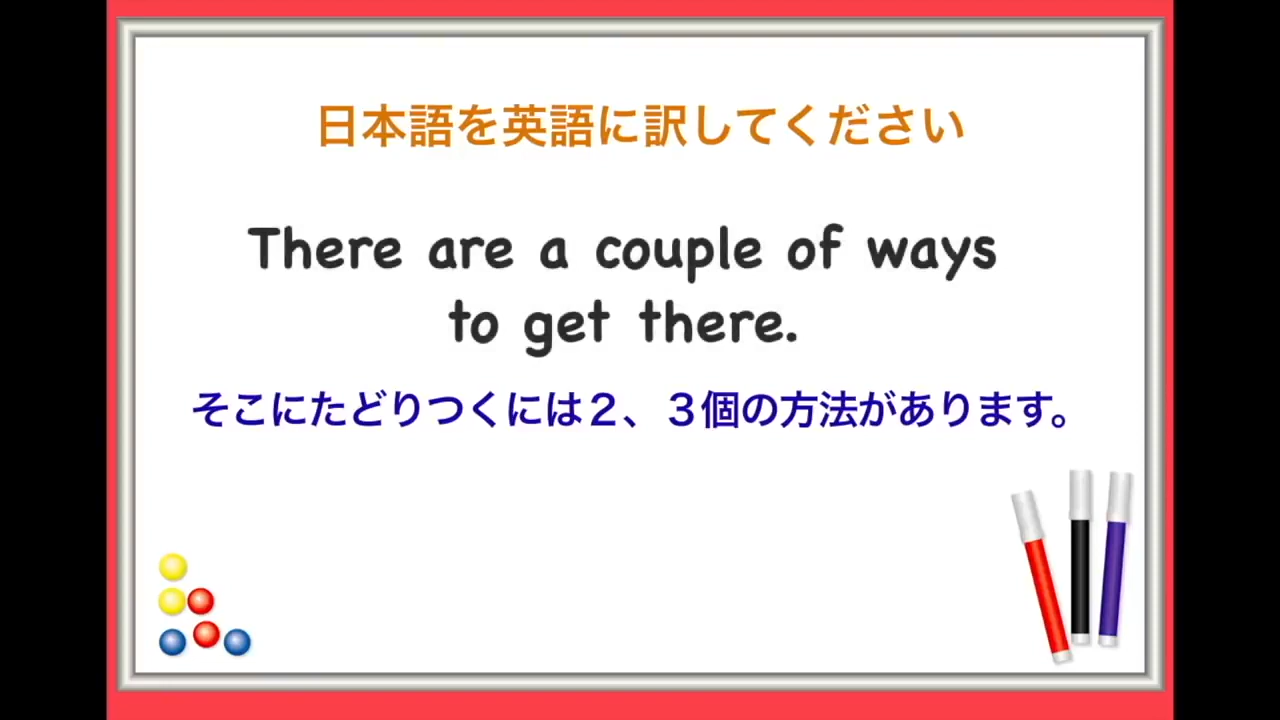 日本語を英語に訳してください
There are a couple of ways
to get there.
そこにたどりつくには２、３個の方法があります。